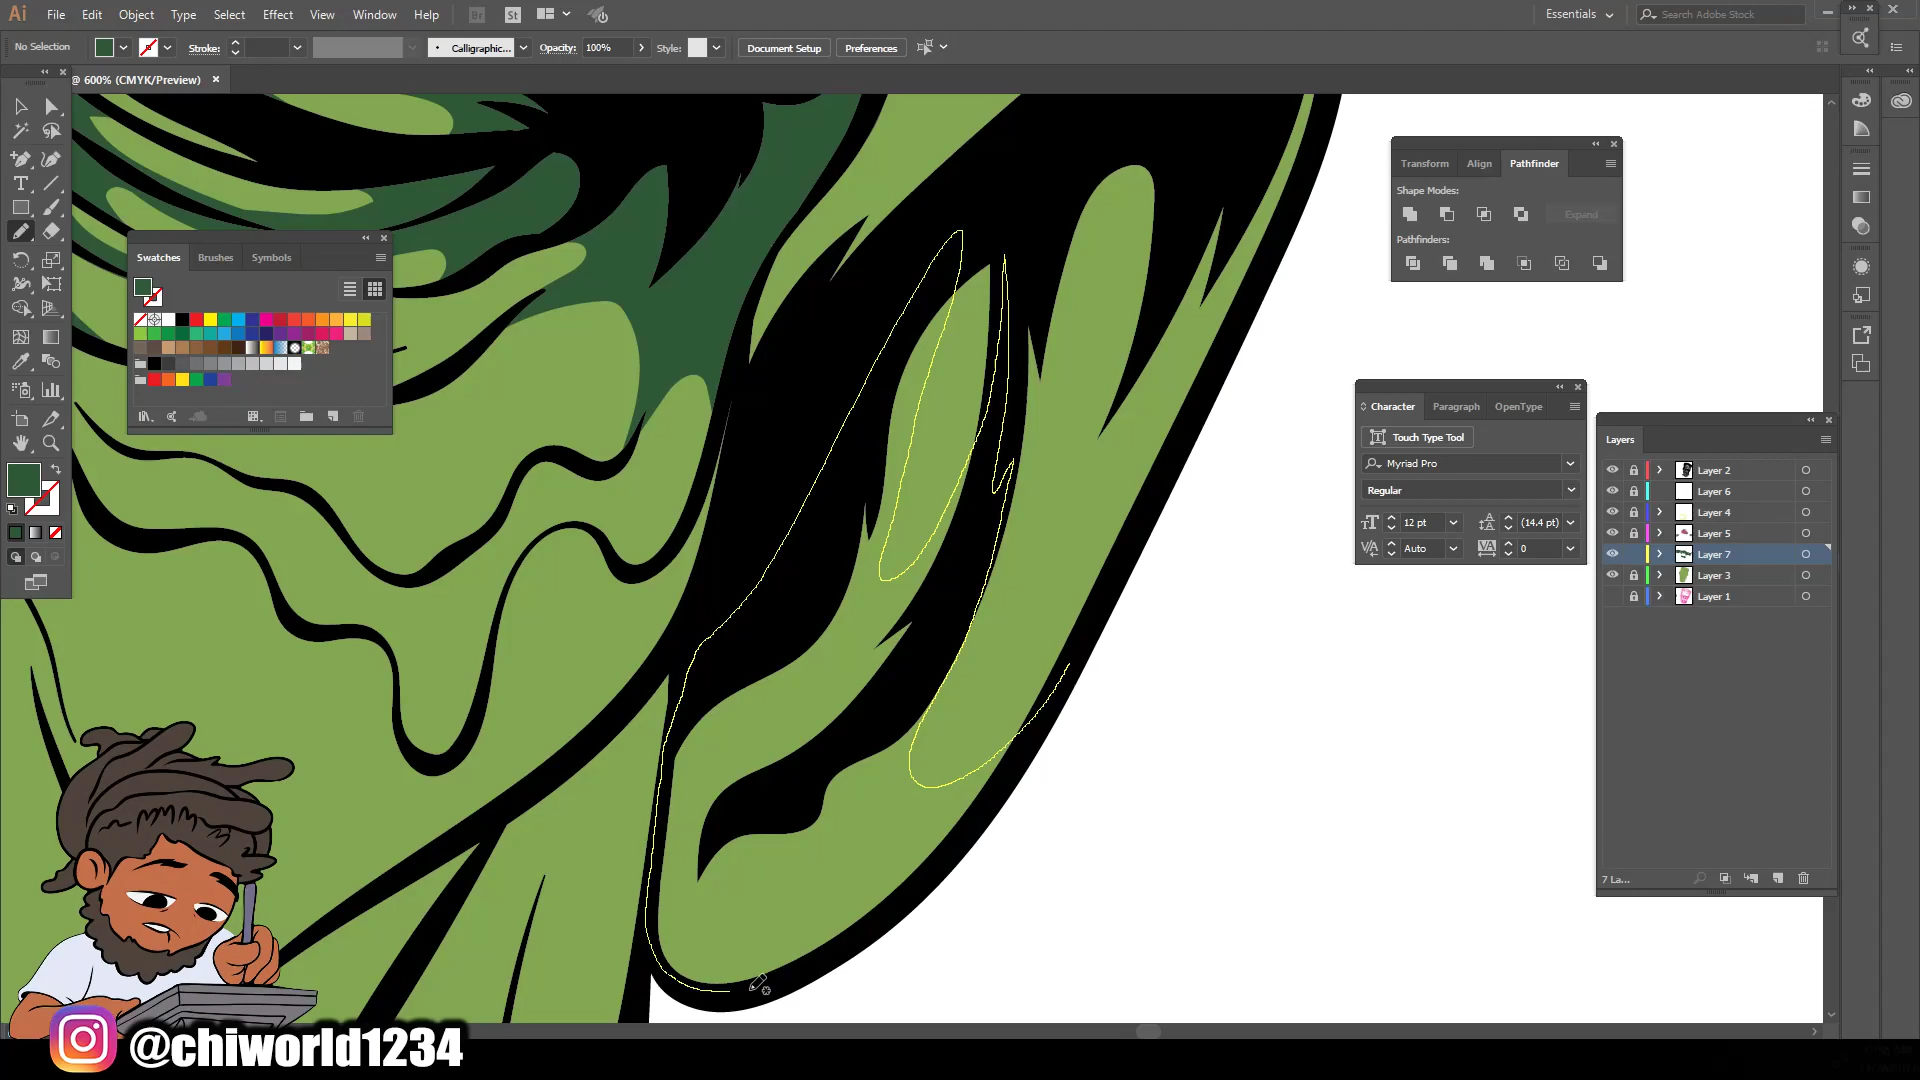 Ai File Edit Object Type Select Effect View Window Help Br St Essentials Search Adobe Stock
No Selection Stroke: Calligraphic... Opacity: 100% Style: Document Setup Preferences
@ 600% (CMYK/Preview)
Transform Align Pathfinder
Shape Modes:
Expand
Pathfinders:
Swatches Brushes Symbols
Character Paragraph OpenType
Touch Type Tool
Myriad Pro
Regular
12 pt (14.4 pt)
Auto 0
Layers
Layer 2
Layer 6
Layer 4
Layer 5
Layer 7
Layer 3
Layer 1
7 La...
@chiworld1234